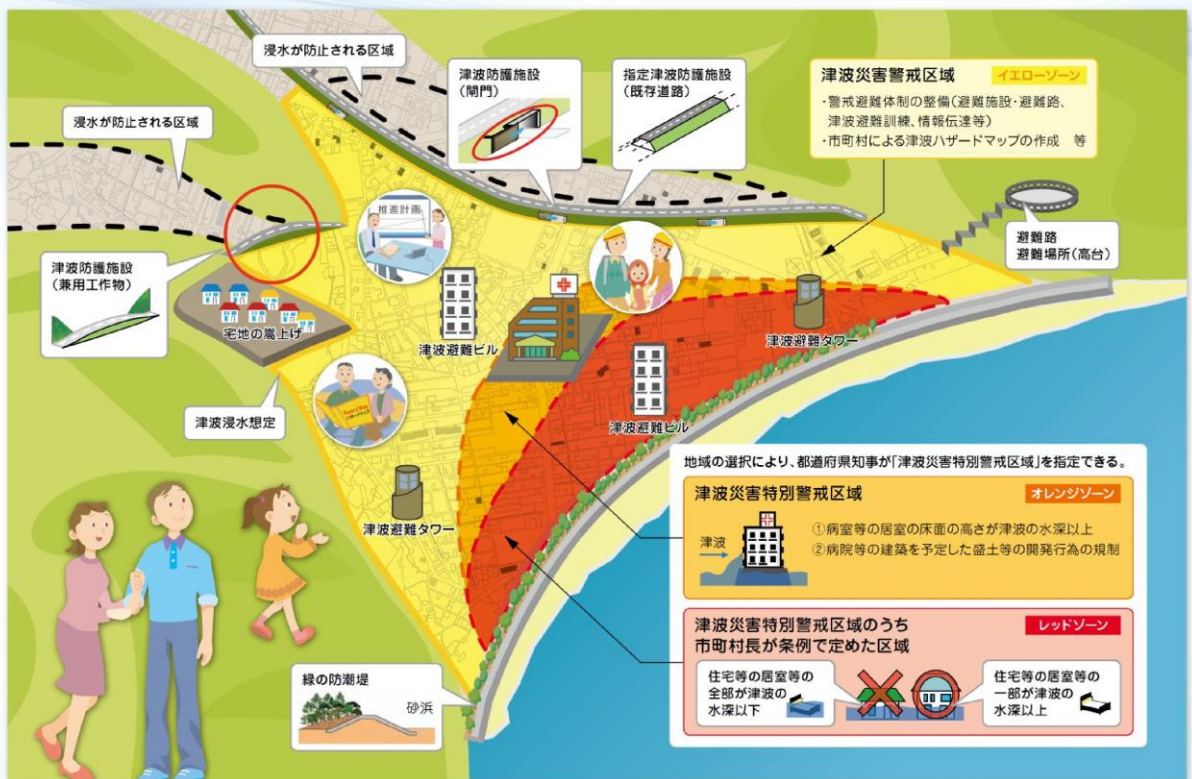 浸水が防止される区域
浸水が防止される区域
津波防護施設
(閘門)
指定津波防護施設
(既存道路)
津波災害警戒区域
イエローゾーン
・警戒避難体制の整備(避難施設・避難路、
津波避難訓練、情報伝達等)
・市町村による津波ハザードマップの作成 等
推進計画
避難路
避難場所(高台)
津波防護施設
(兼用工作物)
宅地の嵩上げ
津波避難ビル
津波避難タワー
津波浸水想定
津波避難ビル
津波避難タワー
地域の選択により、都道府県知事が「津波災害特別警戒区域」を指定できる。
津波災害特別警戒区域
オレンジゾーン
津波
①病室等の居室の床面の高さが津波の水深以上
②病院等の建築を予定した盛土等の開発行為の規制
津波災害特別警戒区域のうち
市町村長が条例で定めた区域
レッドゾーン
住宅等の居室等の
全部が津波の
水深以下
住宅等の居室等の
一部が津波の
水深以上
緑の防潮堤
砂浜